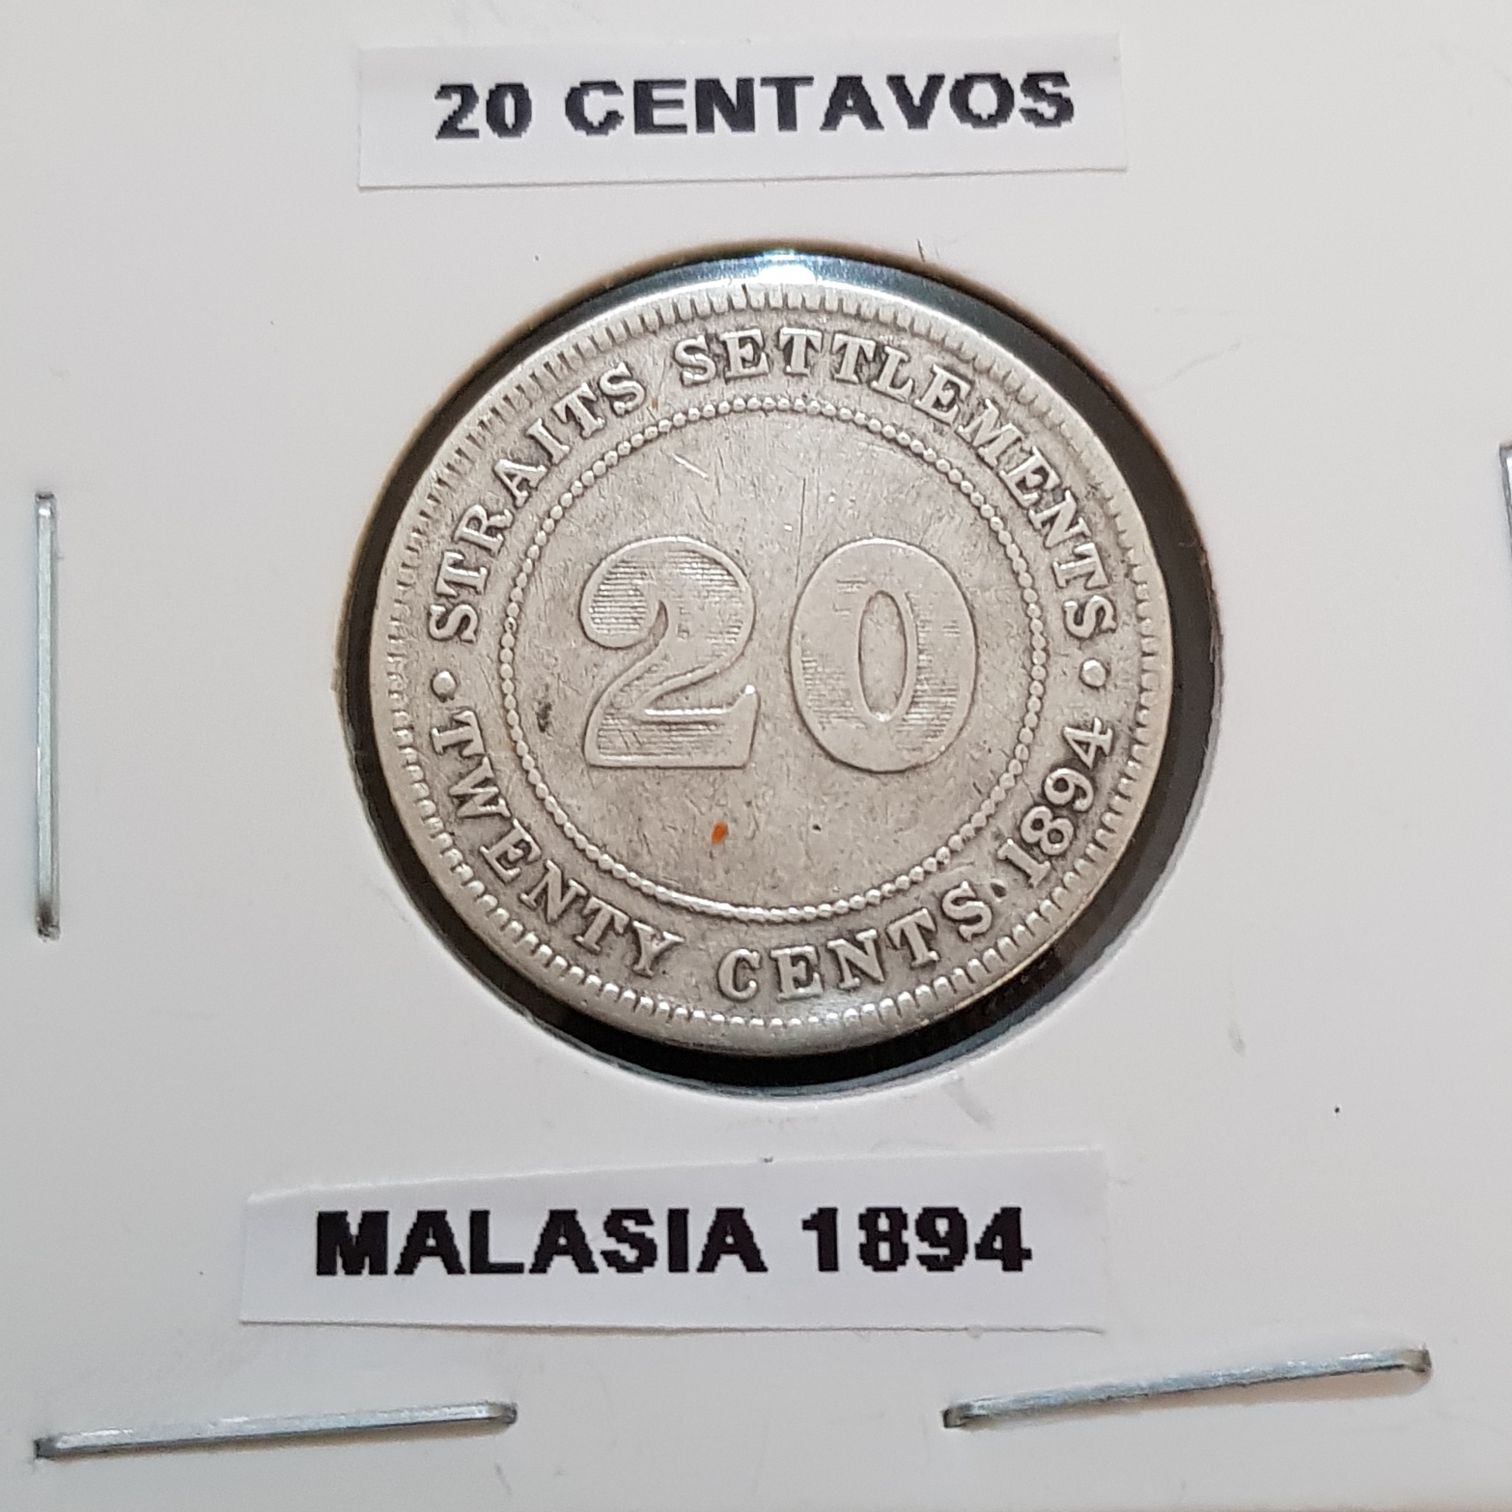 20 CENTAVOS
· STRAITS SETTLEMENTS ·
TWENTY CENTS. 1894
20
MALASIA 1894